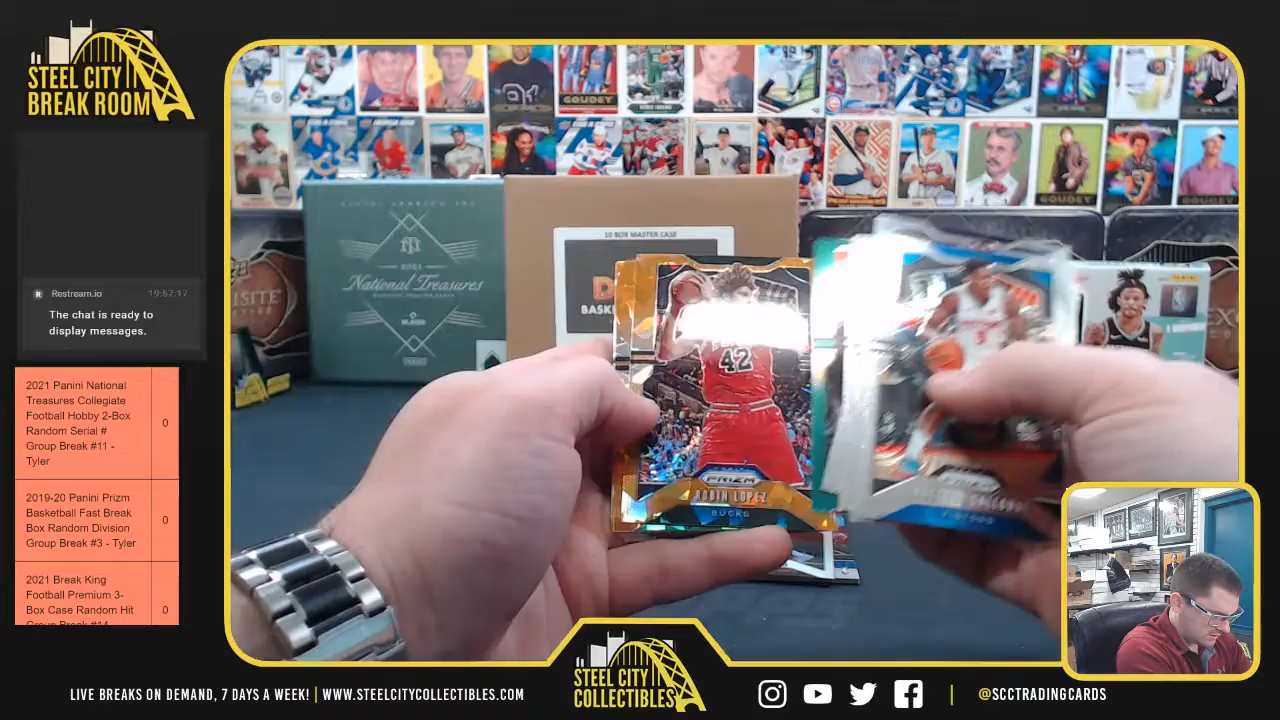 STEEL CITY
BREAK ROOM
Restream.io
19:57:17
The chat is ready to
display messages.
2021 Panini National
Treasures Collegiate
Football Hobby 2-Box
Random Serial #
Group Break #11 -
Tyler
0
2019-20 Panini Prizm
Basketball Fast Break
Box Random Division
Group Break #3 - Tyler
0
2021 Break King
Football Premium 3-
Box Case Random Hit
Group Break #14
0
GOUDEY
GOUDEY
GOUDEY
National Treasures
10 BOX MASTER CASE
42
PRIZM
ROBIN LOPEZ
BUCKS
STEEL CITY
COLLECTIBLES
LIVE BREAKS ON DEMAND, 7 DAYS A WEEK! | WWW.STEELCITYCOLLECTIBLES.COM
| @SCCTRADINGCARDS